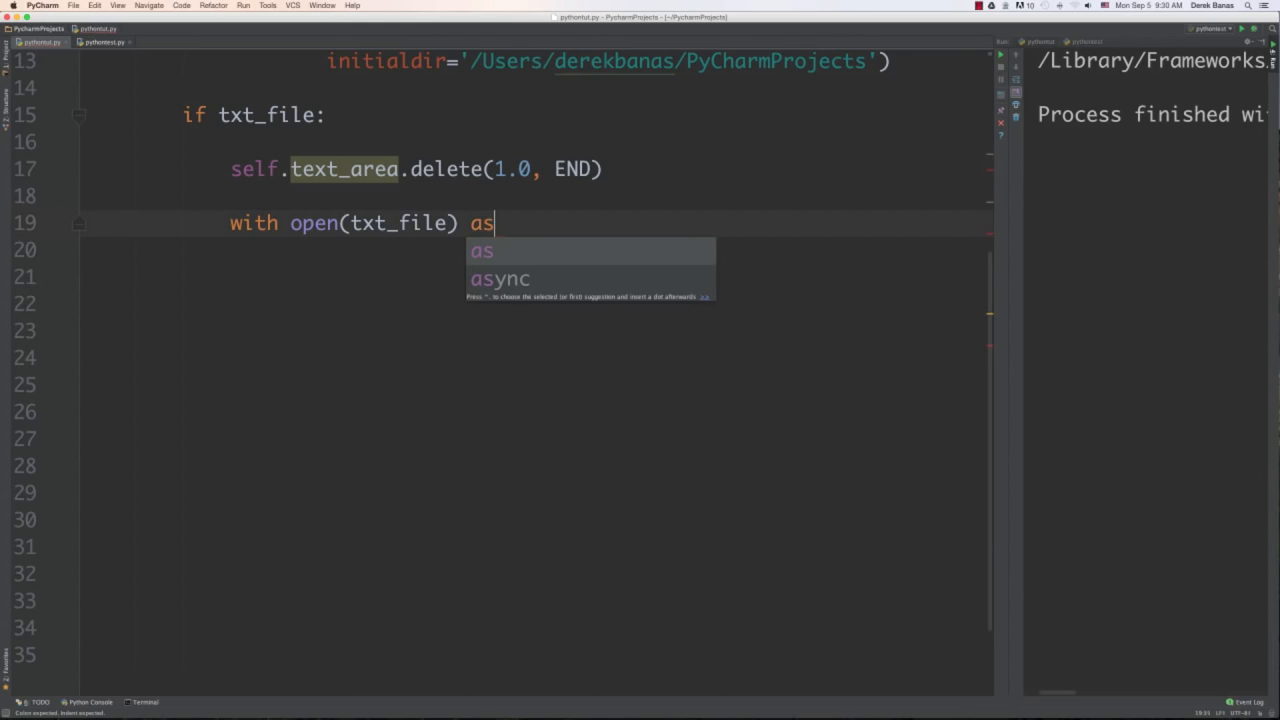 PyCharm File Edit View Navigate Code Refactor Run Tools VCS Window Help 10 Mon Sep 5 9:30 AM Derek Banas
pythontut.py - PycharmProjects - [~/PycharmProjects]
PycharmProjects pythontut.py pythontest
pythontut.py pythontest.py Run: pythontut pythontest
13 initialdir='/Users/derekbanas/PyCharmProjects') /Library/Frameworks
14
15 if txt_file: Process finished wi
16
17 self.text_area.delete(1.0, END)
18
19 with open(txt_file) as
20 as
21 async
Press ^. to choose the selected (or first) suggestion and insert a dot afterwards >>
22
23
24
25
26
27
28
29
30
31
32
33
34
35
1: Project
7: Structure
2: Favorites
6: TODO Python Console Terminal Event Log
Colon expected. Indent expected. UTF-8